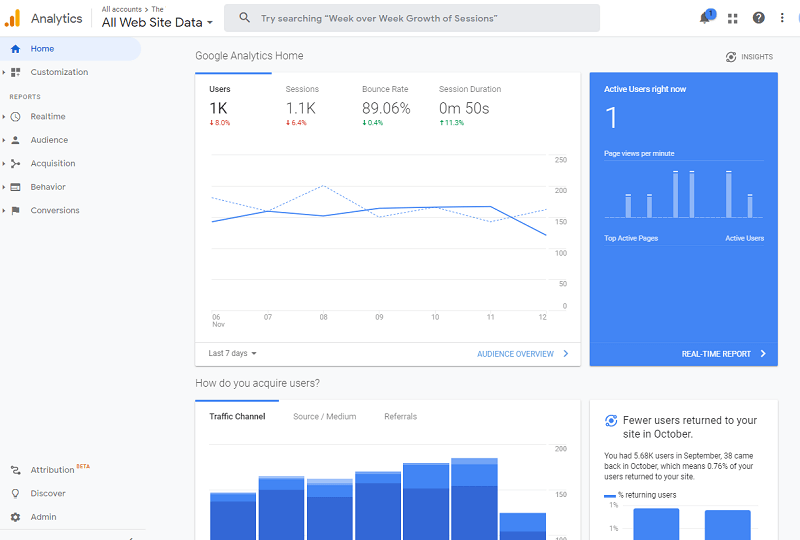 Analytics
All accounts > The
All Web Site Data
Try searching "Week over Week Growth of Sessions"
1
Home
Customization
REPORTS
Realtime
Audience
Acquisition
Behavior
Conversions
Attribution BETA
Discover
Admin
Google Analytics Home
INSIGHTS
Users
1K
8.0%
Sessions
1.1K
6.4%
Bounce Rate
89.06%
0.4%
Session Duration
0m 50s
11.3%
250
200
150
100
50
0
06 07 08 09 10 11 12
Nov
Last 7 days
AUDIENCE OVERVIEW
Active Users right now
1
Page views per minute
Top Active Pages Active Users
REAL-TIME REPORT
How do you acquire users?
Traffic Channel Source / Medium Referrals
200
150
100
Fewer users returned to your
site in October.
You had 5.68K users in September, 38 came
back in October, which means 0.76% of your
users returned to your site.
% returning users
1%
1%